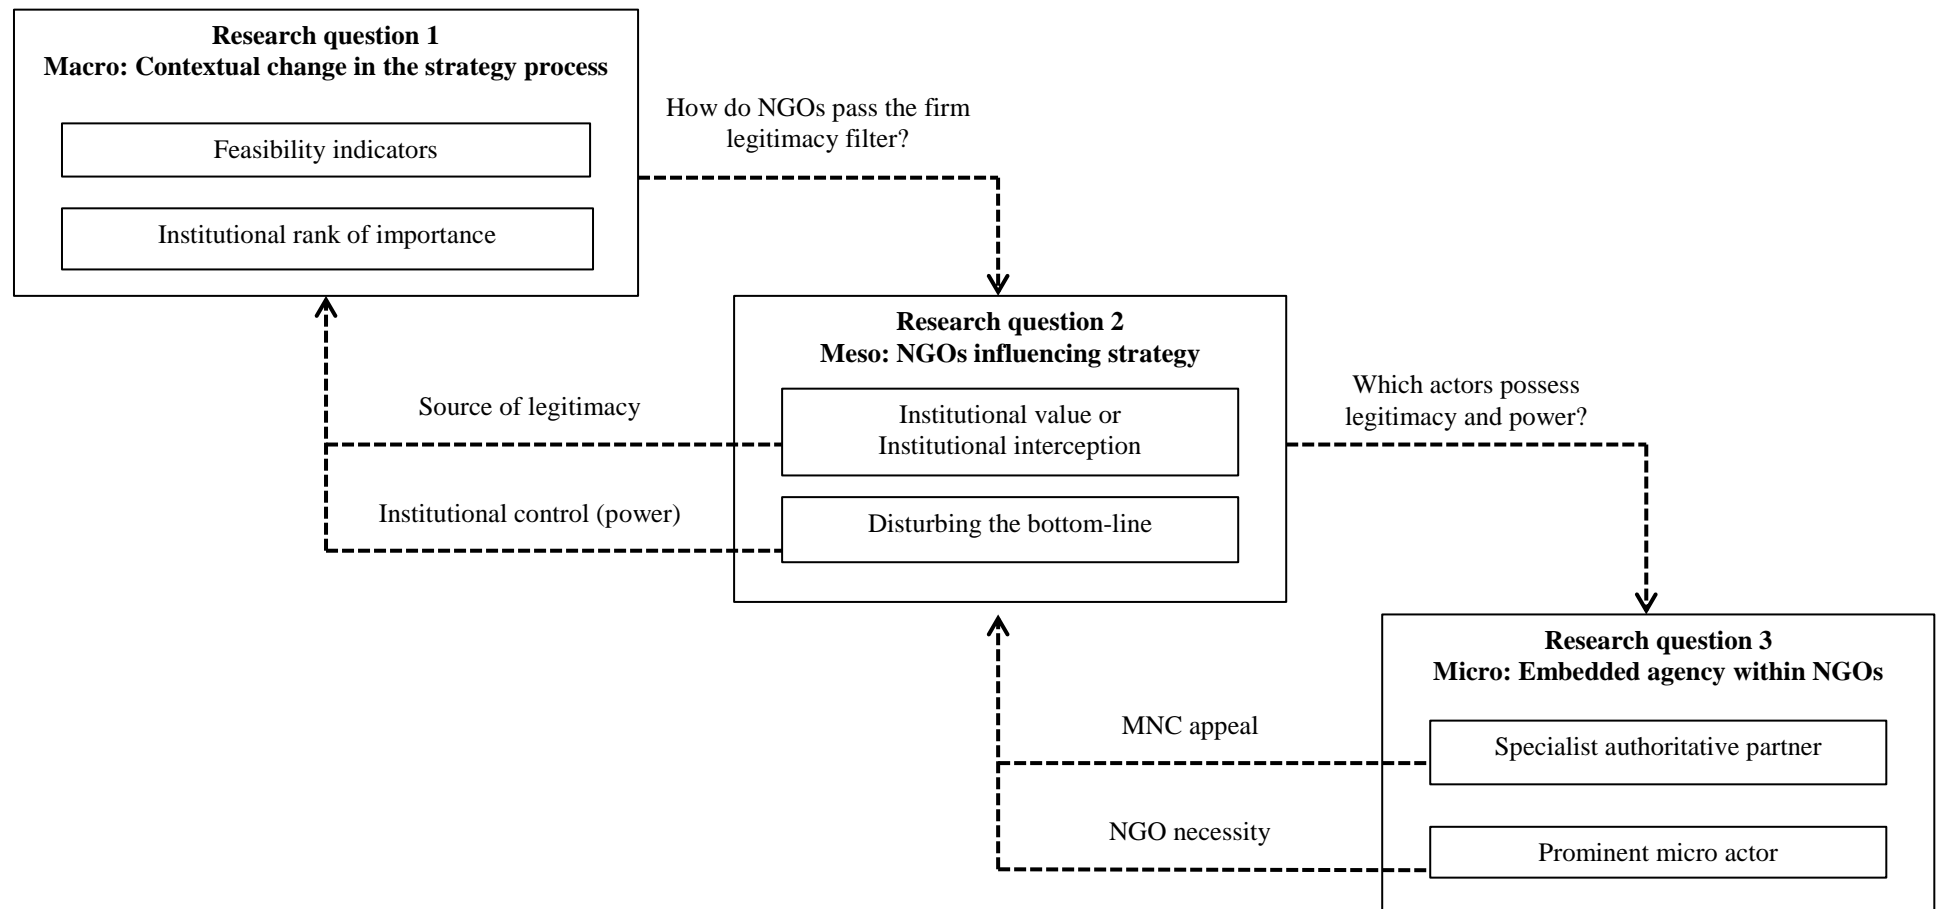 Research question 1
Macro: Contextual change in the strategy process
Feasibility indicators
Institutional rank of importance
How do NGOs pass the firm
legitimacy filter?
Research question 2
Meso: NGOs influencing strategy
Institutional value or
Institutional interception
Disturbing the bottom-line
Source of legitimacy
Institutional control (power)
Which actors possess
legitimacy and power?
Research question 3
Micro: Embedded agency within NGOs
Specialist authoritative partner
Prominent micro actor
MNC appeal
NGO necessity